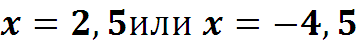 x = 2, 5или x = −4, 5